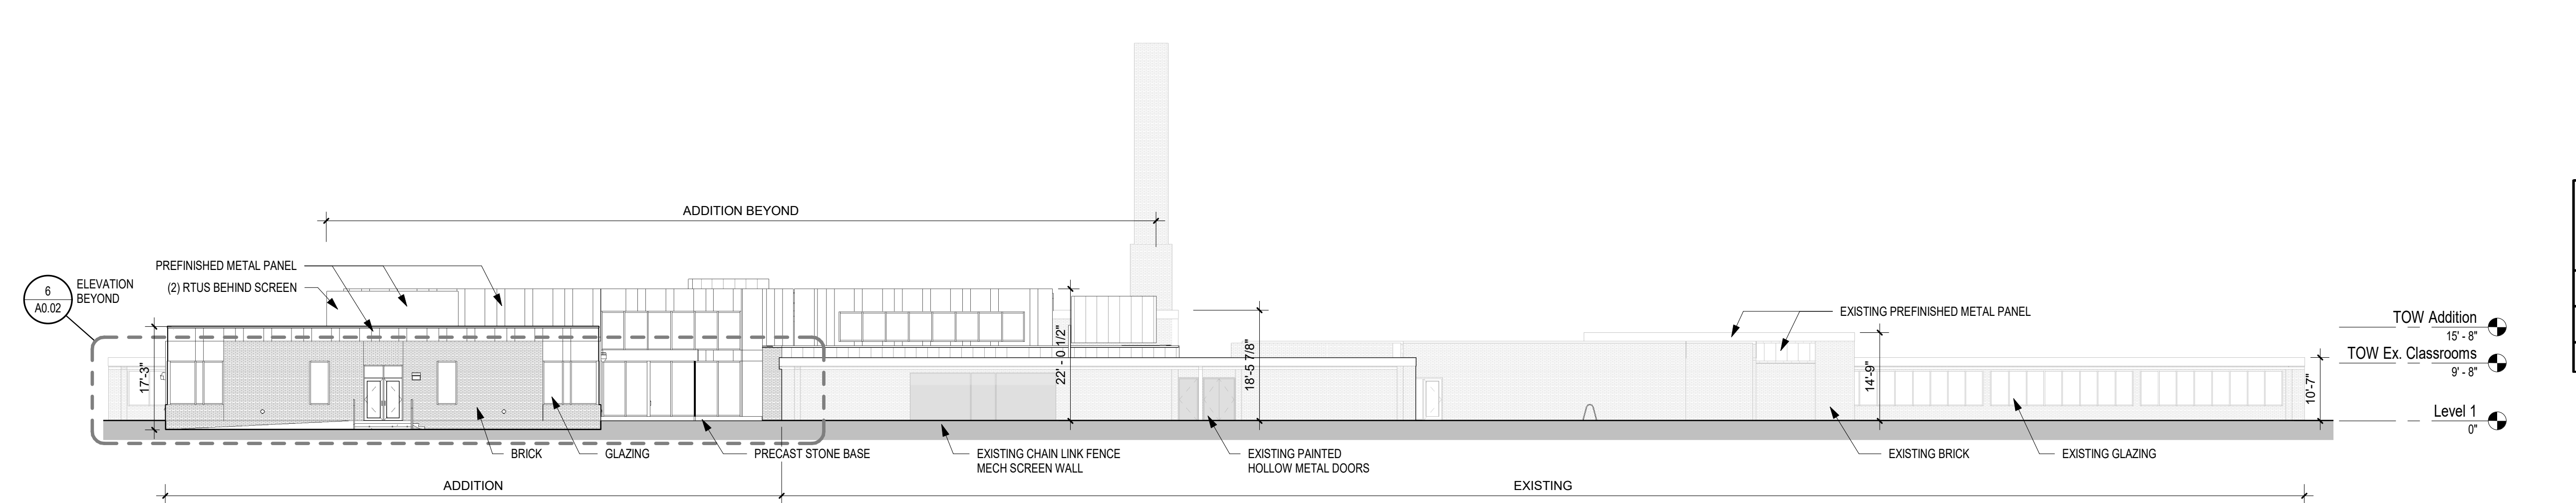 ADDITION BEYOND
PREFINISHED METAL PANEL
(2) RTUS BEHIND SCREEN
6
A0.02
ELEVATION
BEYOND
17'-3"
22' - 0 1/2"
18'-5 7/8"
14'-9"
10'-7"
EXISTING PREFINISHED METAL PANEL
TOW Addition
15' - 8"
TOW Ex. Classrooms
9' - 8"
Level 1
0"
BRICK
GLAZING
PRECAST STONE BASE
EXISTING CHAIN LINK FENCE
MECH SCREEN WALL
EXISTING PAINTED
HOLLOW METAL DOORS
EXISTING BRICK
EXISTING GLAZING
ADDITION
EXISTING